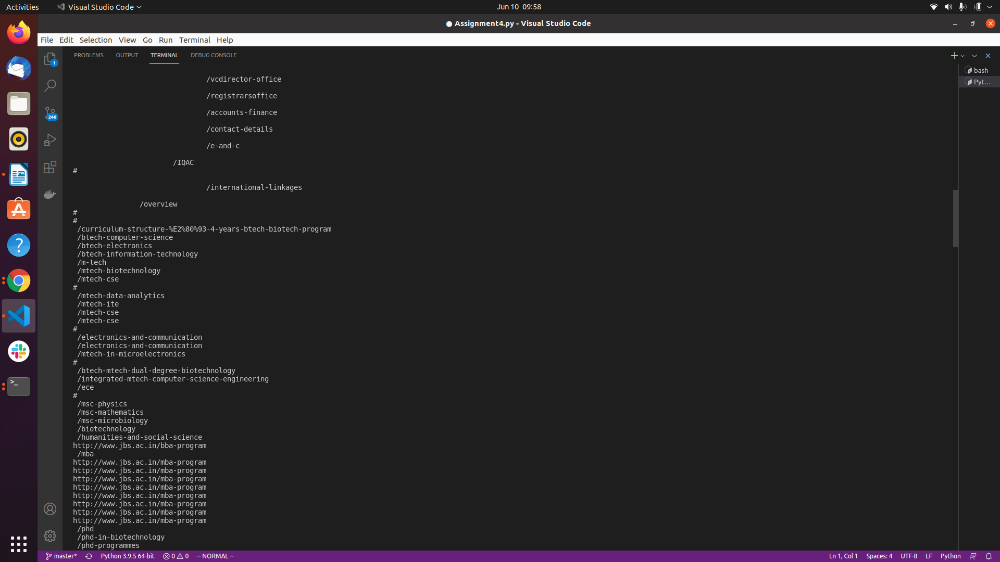 Activities
Visual Studio Code
Jun 10 09:58
● Assignment4.py - Visual Studio Code
File Edit Selection View Go Run Terminal Help
PROBLEMS OUTPUT TERMINAL DEBUG CONSOLE
1
240
bash
Pyt...
/vcdirector-office
/registrarsoffice
/accounts-finance
/contact-details
/e-and-c
/IQAC
#
/international-linkages
/overview
#
#
/curriculum-structure-%E2%80%93-4-years-btech-biotech-program
/btech-computer-science
/btech-electronics
/btech-information-technology
/m-tech
/mtech-biotechnology
/mtech-cse
#
/mtech-data-analytics
/mtech-ite
/mtech-cse
/mtech-cse
#
/electronics-and-communication
/electronics-and-communication
/mtech-in-microelectronics
#
/btech-mtech-dual-degree-biotechnology
/integrated-mtech-computer-science-engineering
/ece
#
/msc-physics
/msc-mathematics
/msc-microbiology
/biotechnology
/humanities-and-social-science
http://www.jbs.ac.in/bba-program
/mba
http://www.jbs.ac.in/mba-program
http://www.jbs.ac.in/mba-program
http://www.jbs.ac.in/mba-program
http://www.jbs.ac.in/mba-program
http://www.jbs.ac.in/mba-program
http://www.jbs.ac.in/mba-program
http://www.jbs.ac.in/mba-program
http://www.jbs.ac.in/mba-program
/phd
/phd-in-biotechnology
/phd-programmes
master* Python 3.9.5 64-bit 0 0 -- NORMAL -- Ln 1, Col 1 Spaces: 4 UTF-8 LF Python